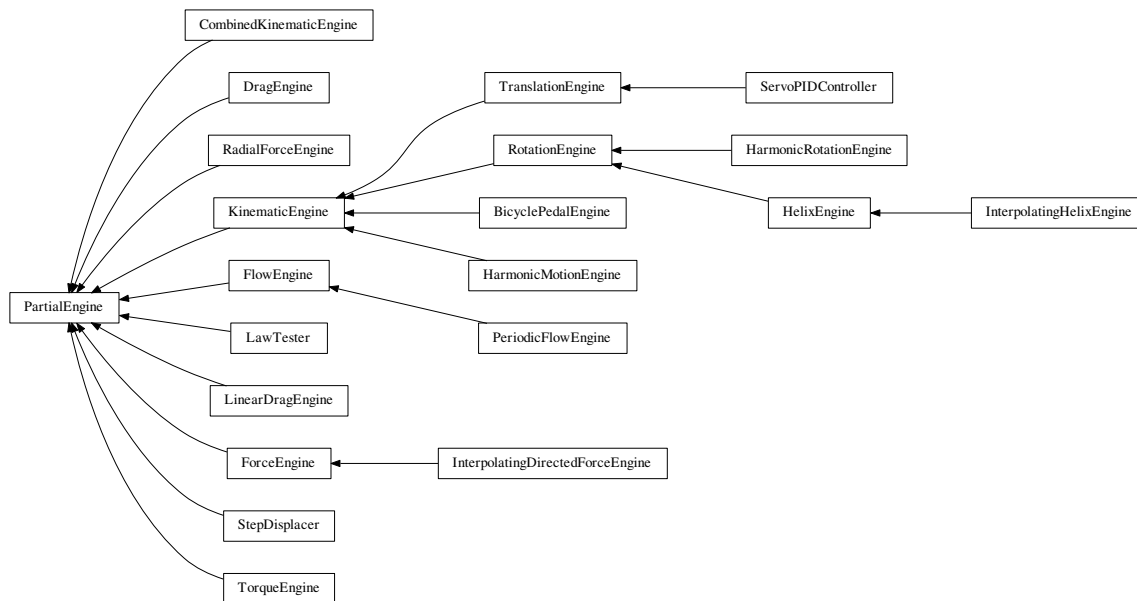 CombinedKinematicEngine
DragEngine
TranslationEngine
ServoPIDController
RadialForceEngine
RotationEngine
HarmonicRotationEngine
KinematicEngine
BicyclePedalEngine
HelixEngine
InterpolatingHelixEngine
FlowEngine
HarmonicMotionEngine
PartialEngine
LawTester
PeriodicFlowEngine
LinearDragEngine
ForceEngine
InterpolatingDirectedForceEngine
StepDisplacer
TorqueEngine